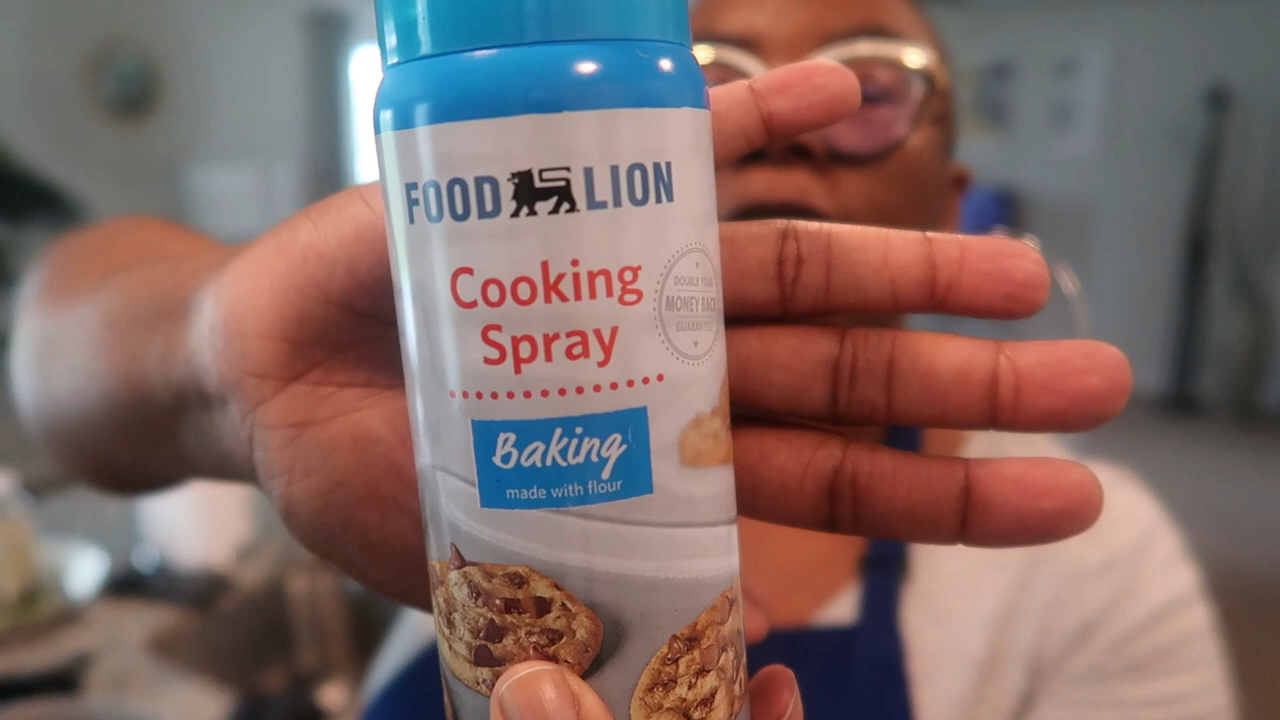 FOOD LION
Cooking
Spray
DOUBLE YOUR
MONEY BACK
GUARANTEE
Baking
made with flour